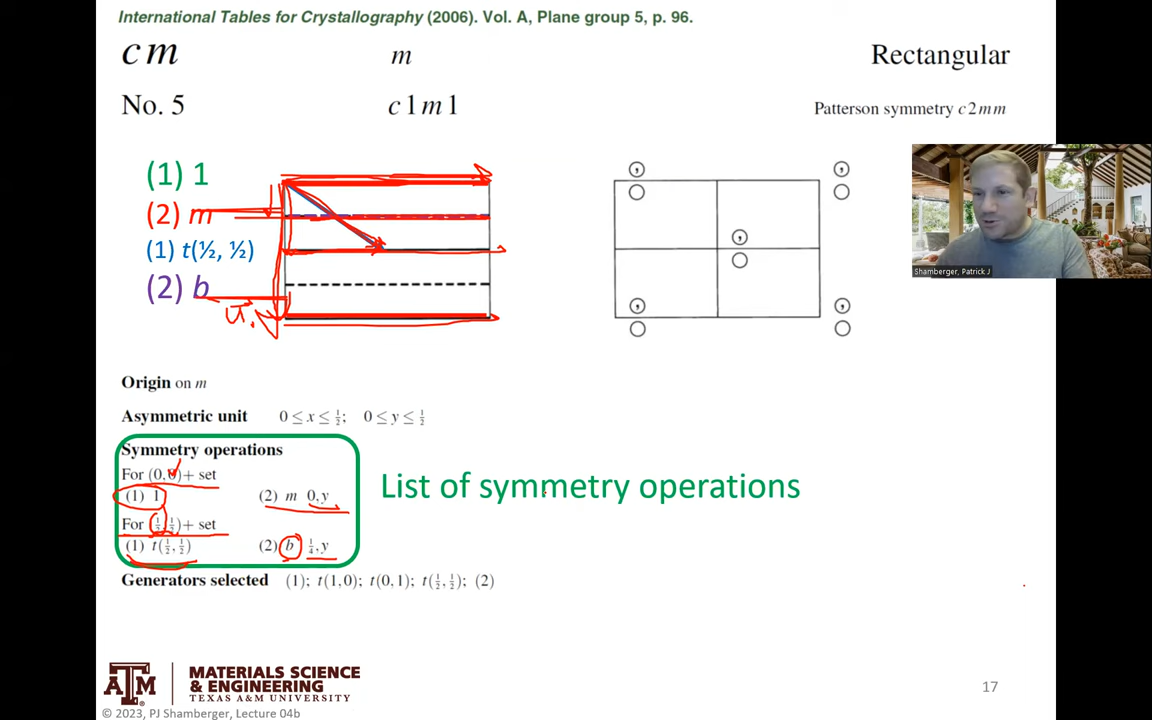 International Tables for Crystallography (2006). Vol. A, Plane group 5, p. 96.
cm m Rectangular
No. 5 c1m1 Patterson symmetry c2mm
(1) 1
(2) m
(1) t(½, ½)
(2) b
Shamberger, Patrick J
Origin on m
Asymmetric unit 0 ≤ x ≤ ½; 0 ≤ y ≤ ½
Symmetry operations
For (0,0)+ set
(1) 1 (2) m 0,y
For (½,½)+ set
(1) t(½,½) (2) b ¼,y
List of symmetry operations
Generators selected (1); t(1,0); t(0,1); t(½,½); (2)
ATM MATERIALS SCIENCE
& ENGINEERING
TEXAS A&M UNIVERSITY
17
© 2023, PJ Shamberger, Lecture 04b